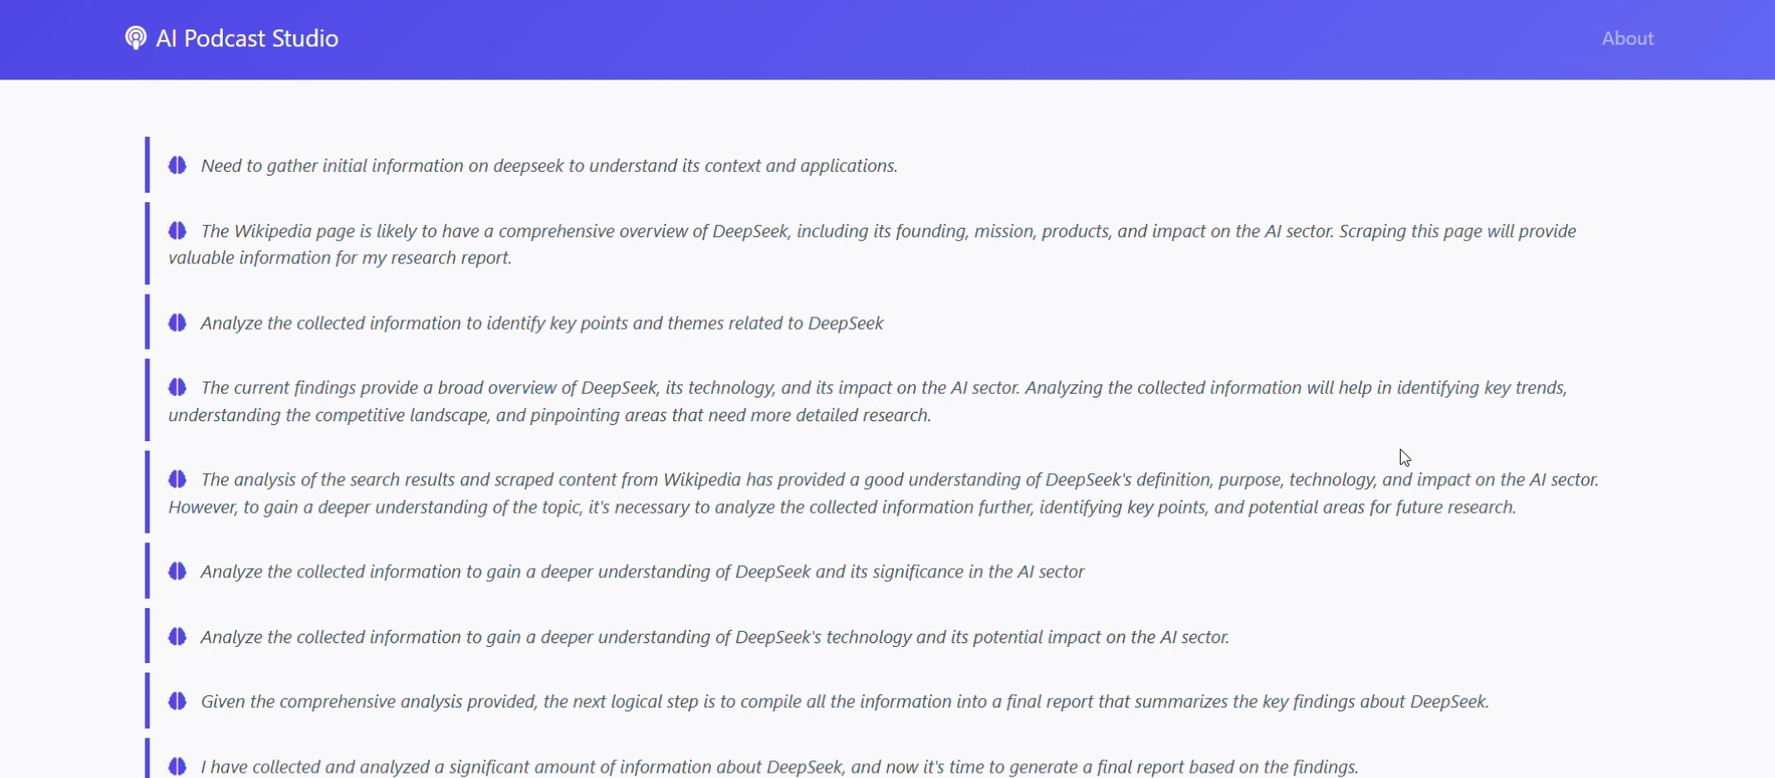 AI Podcast Studio
About
Need to gather initial information on deepseek to understand its context and applications.
The Wikipedia page is likely to have a comprehensive overview of DeepSeek, including its founding, mission, products, and impact on the AI sector. Scraping this page will provide
valuable information for my research report.
Analyze the collected information to identify key points and themes related to DeepSeek
The current findings provide a broad overview of DeepSeek, its technology, and its impact on the AI sector. Analyzing the collected information will help in identifying key trends,
understanding the competitive landscape, and pinpointing areas that need more detailed research.
The analysis of the search results and scraped content from Wikipedia has provided a good understanding of DeepSeek's definition, purpose, technology, and impact on the AI sector.
However, to gain a deeper understanding of the topic, it's necessary to analyze the collected information further, identifying key points, and potential areas for future research.
Analyze the collected information to gain a deeper understanding of DeepSeek and its significance in the AI sector
Analyze the collected information to gain a deeper understanding of DeepSeek's technology and its potential impact on the AI sector.
Given the comprehensive analysis provided, the next logical step is to compile all the information into a final report that summarizes the key findings about DeepSeek.
I have collected and analyzed a significant amount of information about DeepSeek, and now it's time to generate a final report based on the findings.